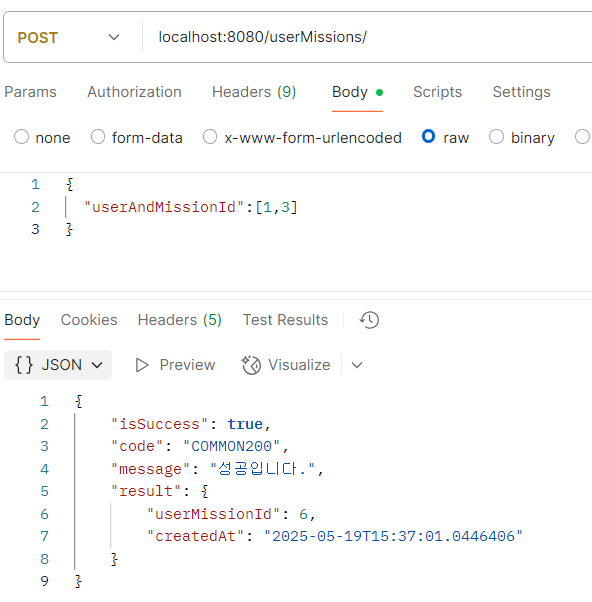 POST localhost:8080/userMissions/
Params Authorization Headers (9) Body Scripts Settings
none form-data x-www-form-urlencoded raw binary
1 {
2 "userAndMissionId":[1,3]
3 }
Body Cookies Headers (5) Test Results
{} JSON Preview Visualize
1 {
2 "isSuccess": true,
3 "code": "COMMON200",
4 "message": "성공입니다.",
5 "result": {
6 "userMissionId": 6,
7 "createdAt": "2025-05-19T15:37:01.0446406"
8 }
9 }